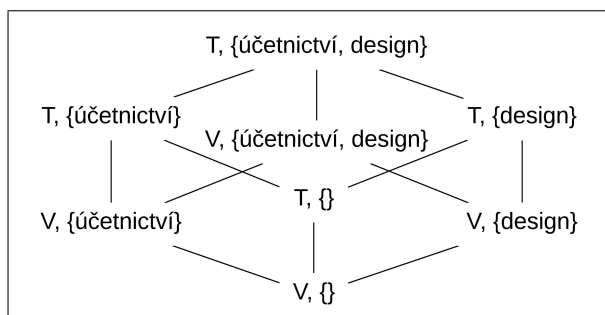 T, {účetnictví, design}
T, {účetnictví}
T, {design}
V, {účetnictví, design}
T, {}
V, {účetnictví}
V, {design}
V, {}